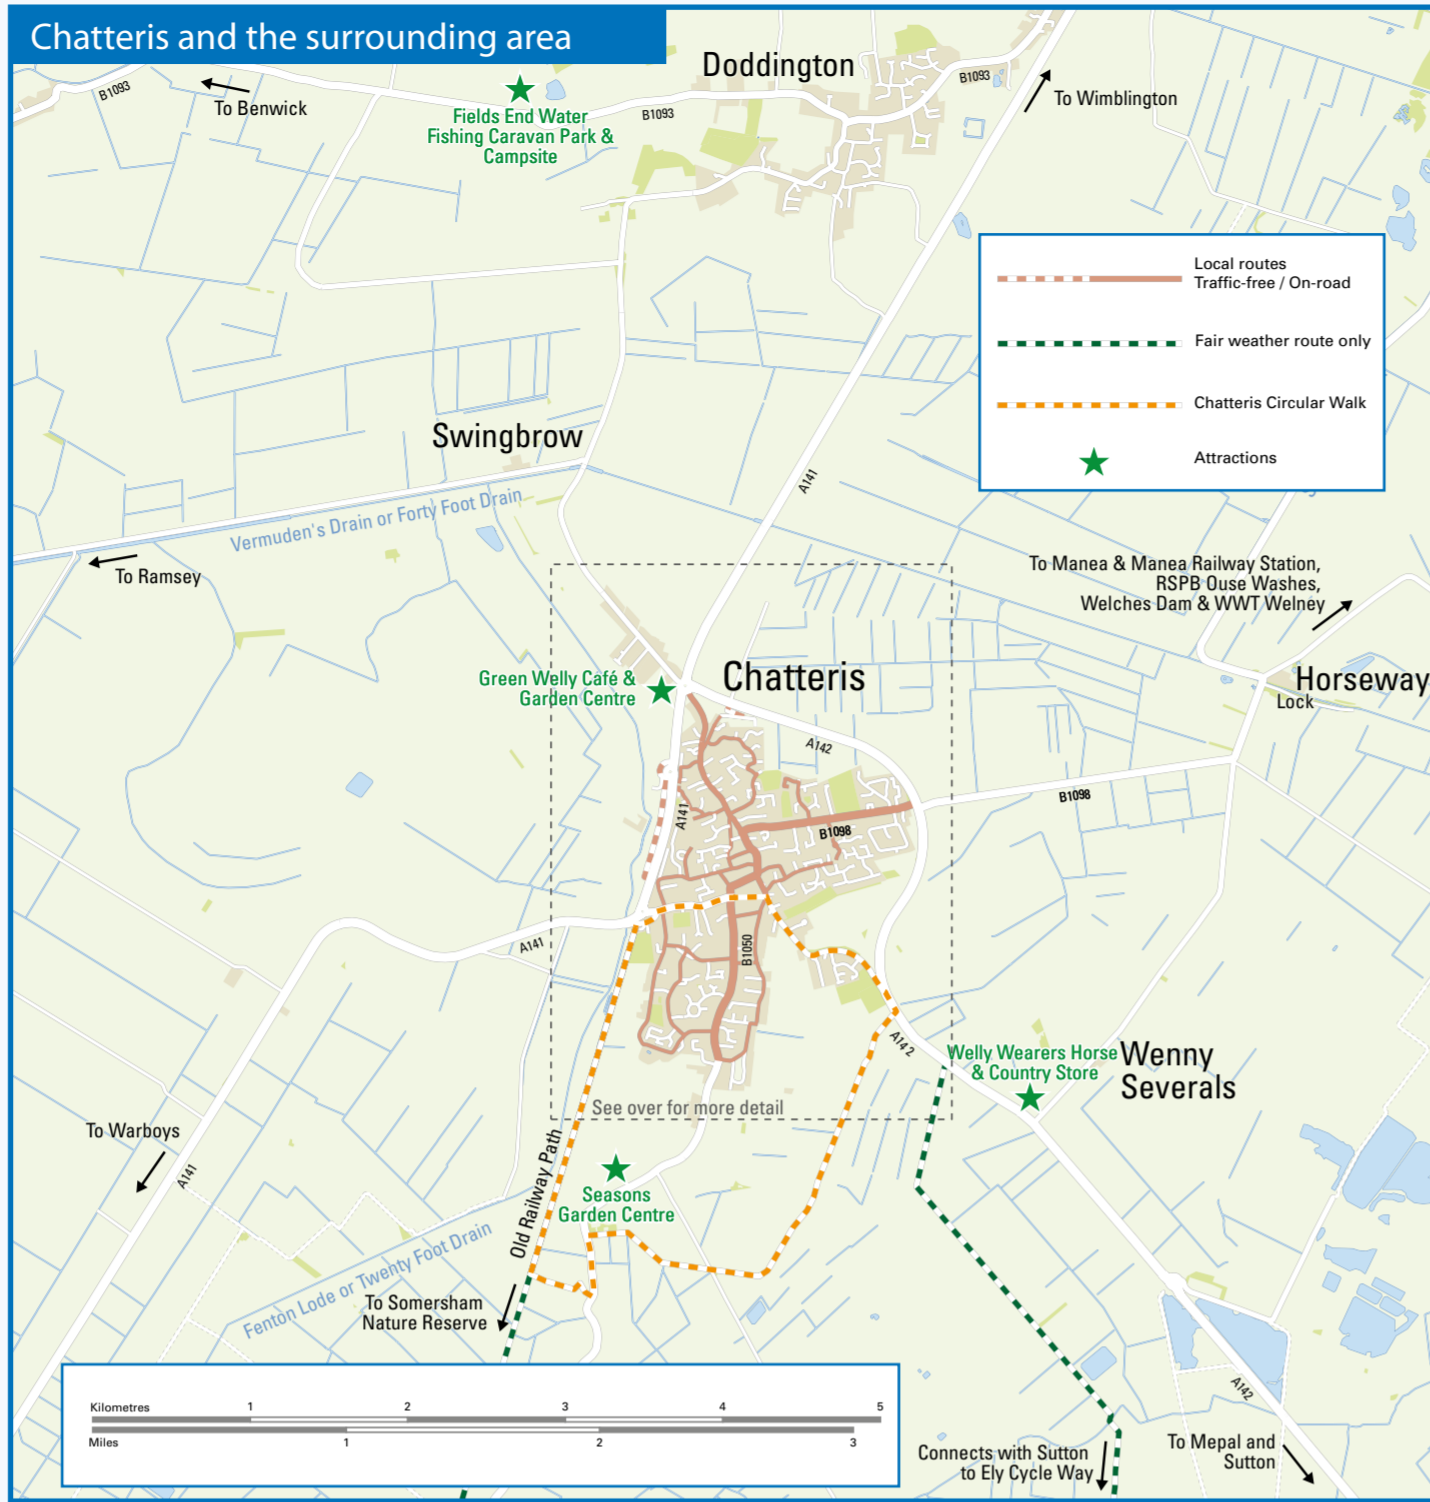 Chatteris and the surrounding area
Doddington
B1093
B1093
To Benwick
To Wimblington
Fields End Water
Fishing Caravan Park &
Campsite
B1093
Local routes
Traffic-free / On-road
Fair weather route only
Chatteris Circular Walk
Attractions
Swingbrow
A141
Vermuden's Drain or Forty Foot Drain
To Ramsey
To Manea & Manea Railway Station,
RSPB Ouse Washes,
Welches Dam & WWT Welney
Green Welly Café &
Garden Centre
Chatteris
Horseway
Lock
A142
A141
B1098
B1098
A141
B1050
A142
Welly Wearers Horse
& Country Store
Wenny
Severals
See over for more detail
To Warboys
A141
Old Railway Path
Seasons
Garden Centre
Fenton Lode or Twenty Foot Drain
To Somersham
Nature Reserve
A142
Kilometres 1 2 3 4 5
Miles 1 2 3
Connects with Sutton
to Ely Cycle Way
To Mepal and
Sutton